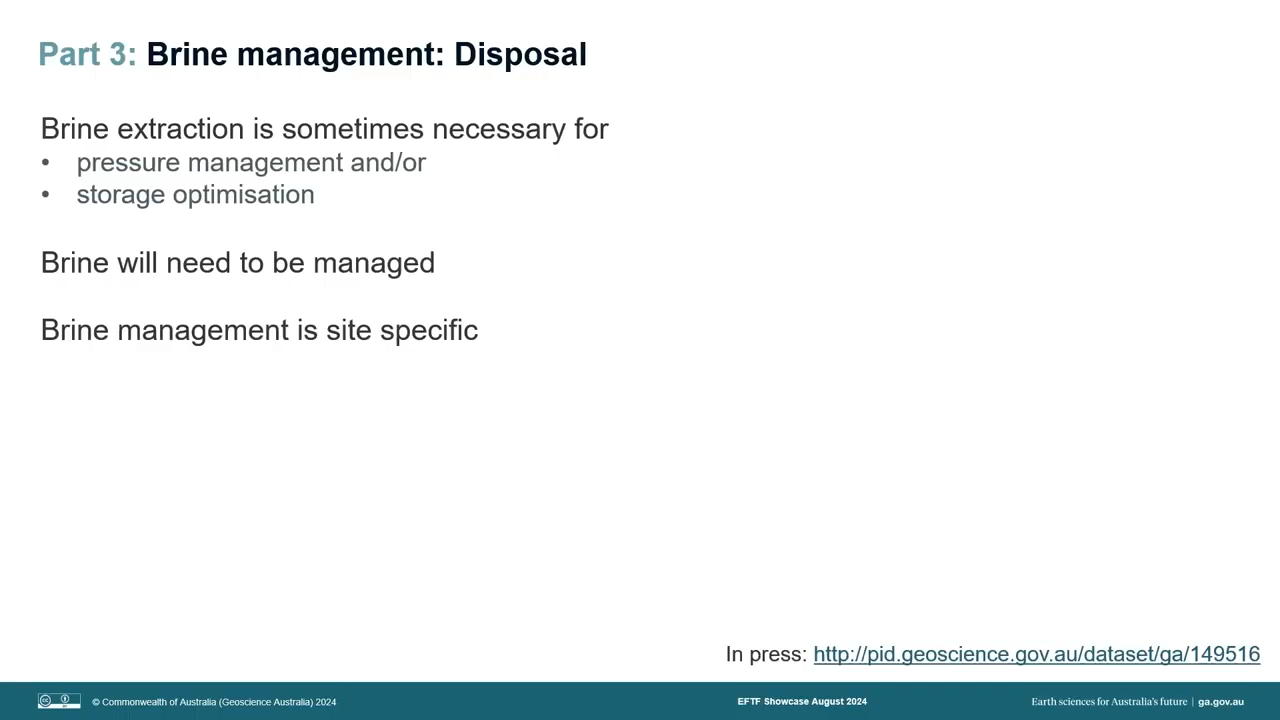 Part 3: Brine management: Disposal
Brine extraction is sometimes necessary for
• pressure management and/or
• storage optimisation
Brine will need to be managed
Brine management is site specific
In press: http://pid.geoscience.gov.au/dataset/ga/149516
© Commonwealth of Australia (Geoscience Australia) 2024
EFTF Showcase August 2024
Earth sciences for Australia's future | ga.gov.au